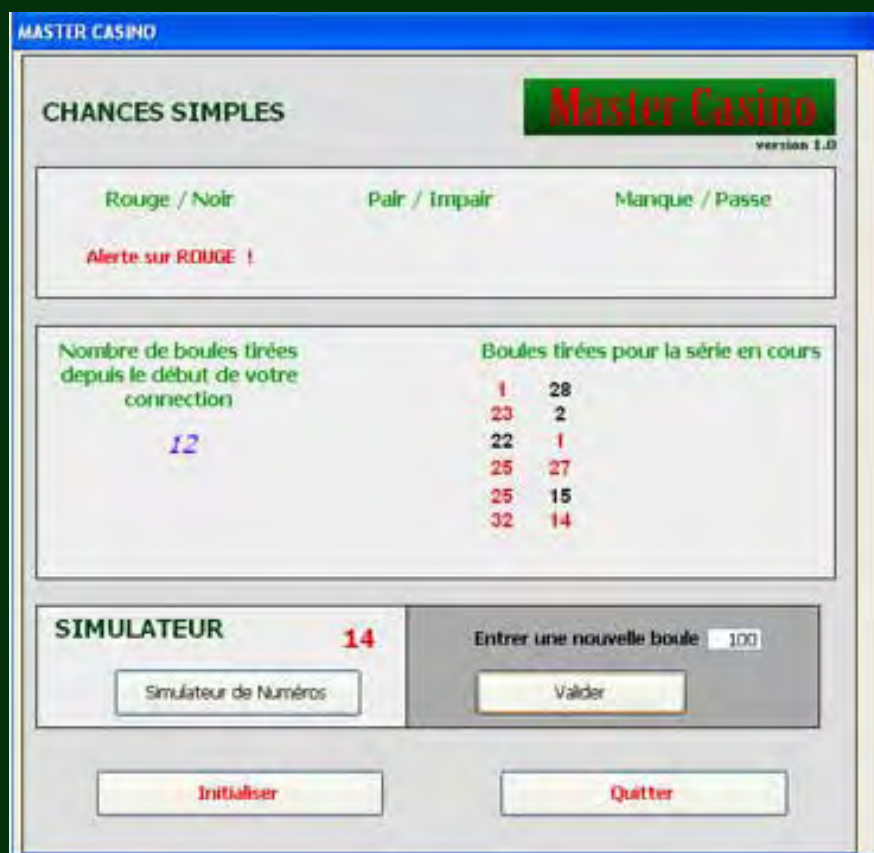 MASTER CASINO
CHANCES SIMPLES
Master Casino
version 1.0
Rouge / Noir Pair / Impair Manque / Passe
Alerte sur ROUGE !
Nombre de boules tirées
depuis le début de votre
connection
12
Boules tirées pour la série en cours
1 28
23 2
22 1
25 27
25 15
32 14
SIMULATEUR
14
Simulateur de Numéros
Entrer une nouvelle boule 100
Valider
Initialiser
Quitter